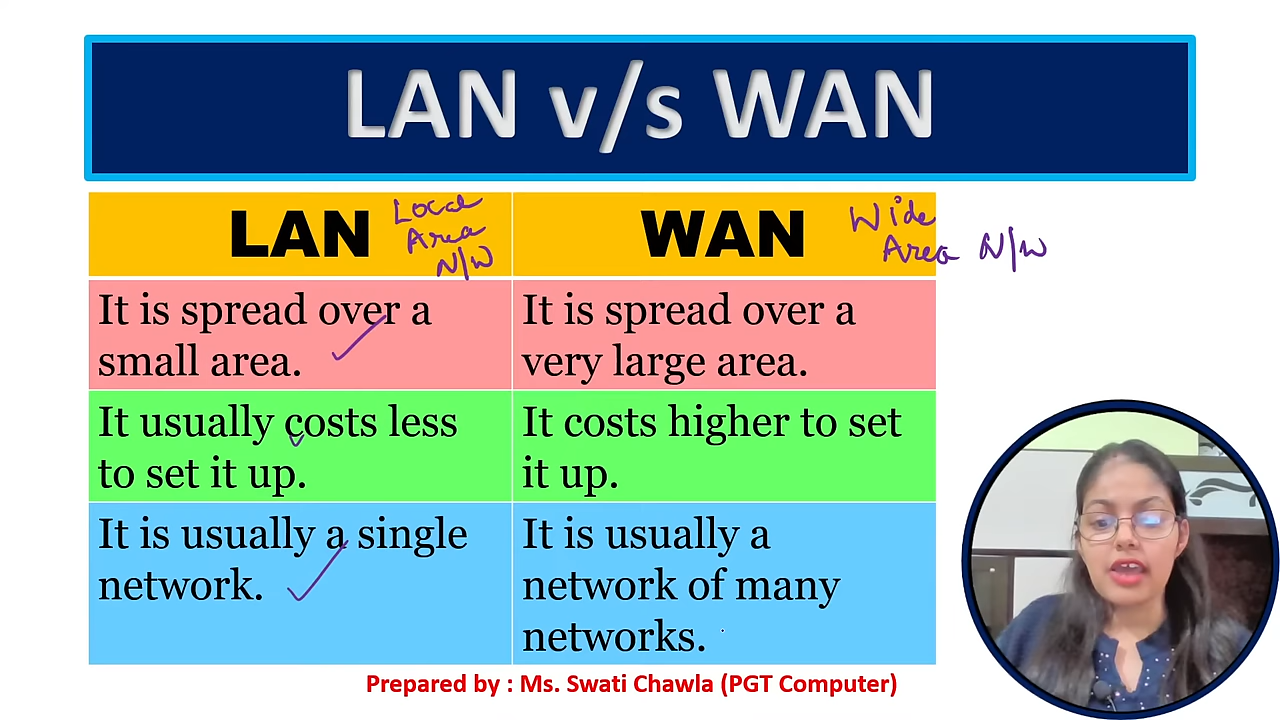 LAN v/s WAN
LAN Local
Area
N/W
WAN Wide
Area N/W
It is spread over a
small area.
It is spread over a
very large area.
It usually costs less
to set it up.
It costs higher to set
it up.
It is usually a single
network.
It is usually a
network of many
networks.
Prepared by : Ms. Swati Chawla (PGT Computer)